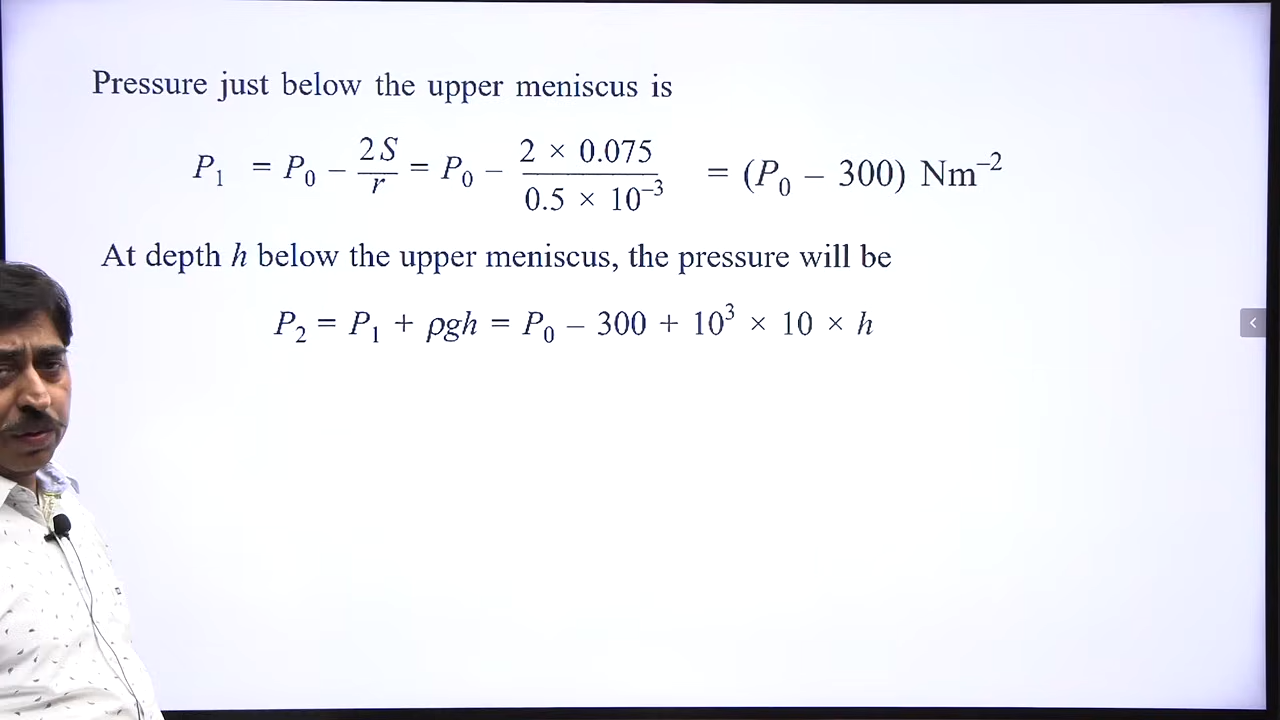 Pressure just below the upper meniscus is
P₁ = P₀ − 2S/r = P₀ − (2 × 0.075)/(0.5 × 10⁻³) = (P₀ − 300) Nm⁻²
At depth h below the upper meniscus, the pressure will be
P₂ = P₁ + ρgh = P₀ − 300 + 10³ × 10 × h